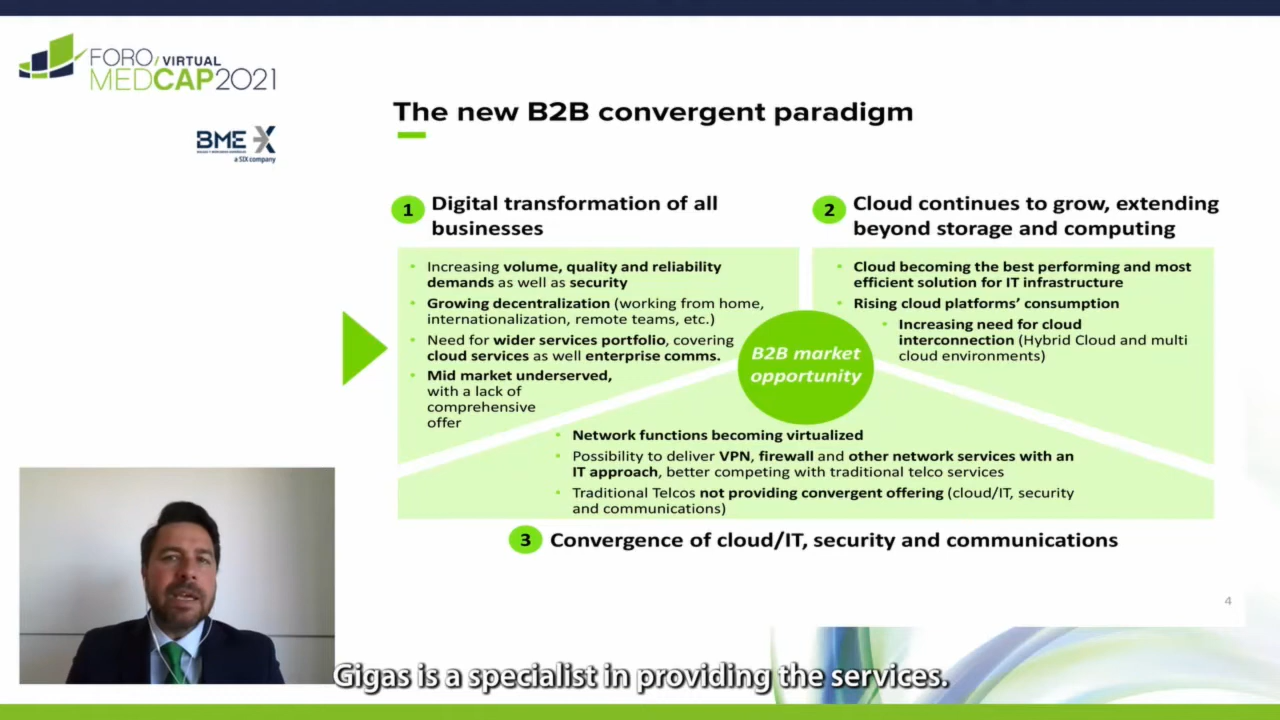 FORO/VIRTUAL
MEDCAP2021
BME X
a SIX company
The new B2B convergent paradigm
1
Digital transformation of all
businesses
• Increasing volume, quality and reliability
demands as well as security
• Growing decentralization (working from home,
internationalization, remote teams, etc.)
• Need for wider services portfolio, covering
cloud services as well enterprise comms.
• Mid market underserved,
with a lack of
comprehensive
offer
2
Cloud continues to grow, extending
beyond storage and computing
• Cloud becoming the best performing and most
efficient solution for IT infrastructure
• Rising cloud platforms’ consumption
• Increasing need for cloud
interconnection (Hybrid Cloud and multi
cloud environments)
B2B market
opportunity
• Network functions becoming virtualized
• Possibility to deliver VPN, firewall and other network services with an
IT approach, better competing with traditional telco services
• Traditional Telcos not providing convergent offering (cloud/IT, security
and communications)
3
Convergence of cloud/IT, security and communications
4
Gigas is a specialist in providing the services.